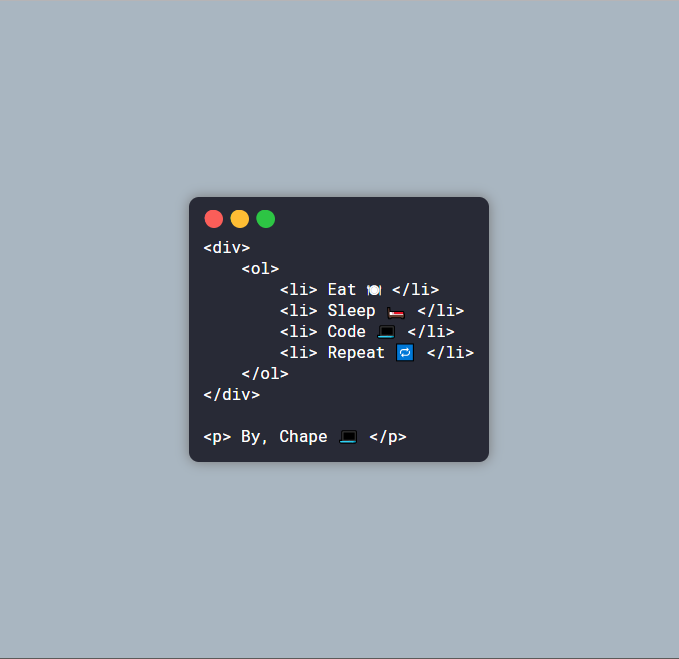 <div>
<ol>
<li> Eat 🍽️ </li>
<li> Sleep 🛏️ </li>
<li> Code 💻 </li>
<li> Repeat 🔁 </li>
</ol>
</div>
<p> By, Chape 💻 </p>